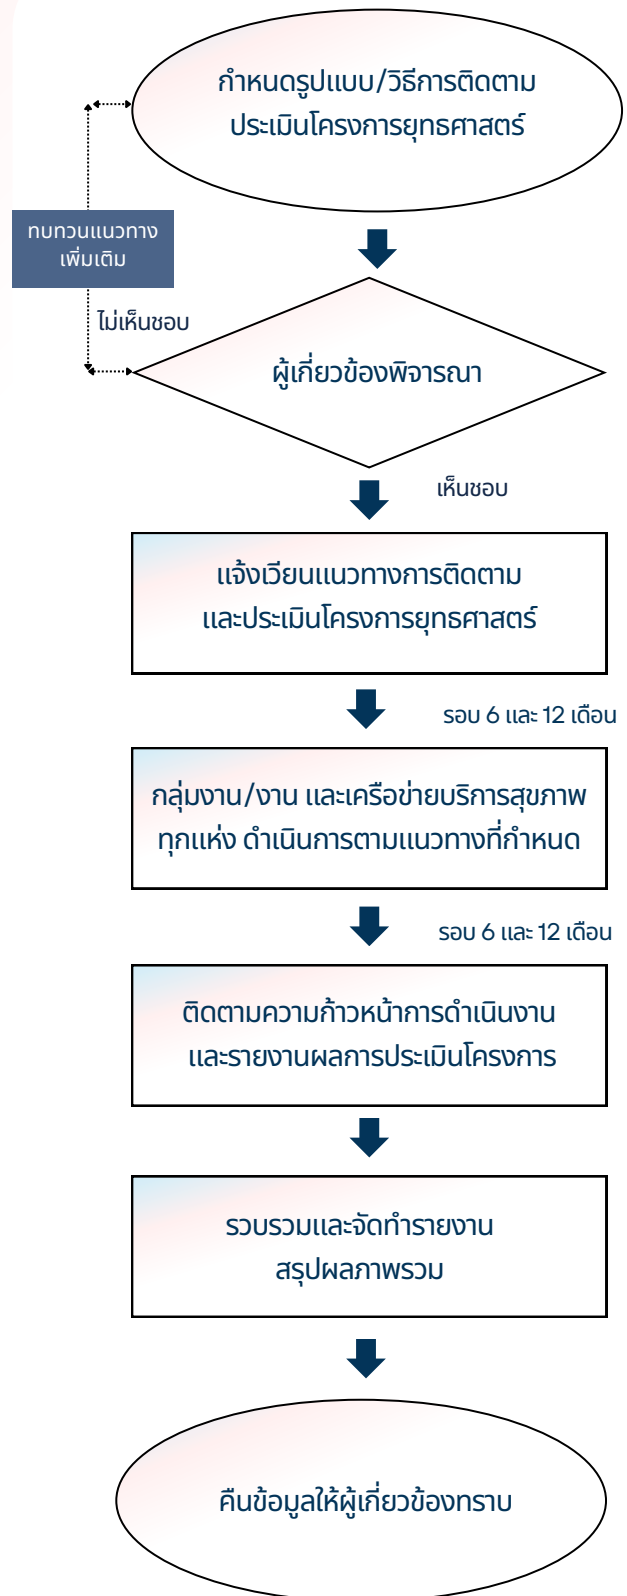 กำหนดรูปแบบ/วิธีการติดตาม
ประเมินโครงการยุทธศาสตร์
ทบทวนแนวทาง
เพิ่มเติม
ไม่เห็นชอบ
ผู้เกี่ยวข้องพิจารณา
เห็นชอบ
แจ้งเวียนแนวทางการติดตาม
และประเมินโครงการยุทธศาสตร์
รอบ 6 และ 12 เดือน
กลุ่มงาน/งาน และเครือข่ายบริการสุขภาพ
ทุกแห่ง ดำเนินการตามแนวทางที่กำหนด
รอบ 6 และ 12 เดือน
ติดตามความก้าวหน้าการดำเนินงาน
และรายงานผลการประเมินโครงการ
รวบรวมและจัดทำรายงาน
สรุปผลภาพรวม
คืนข้อมูลให้ผู้เกี่ยวข้องทราบ